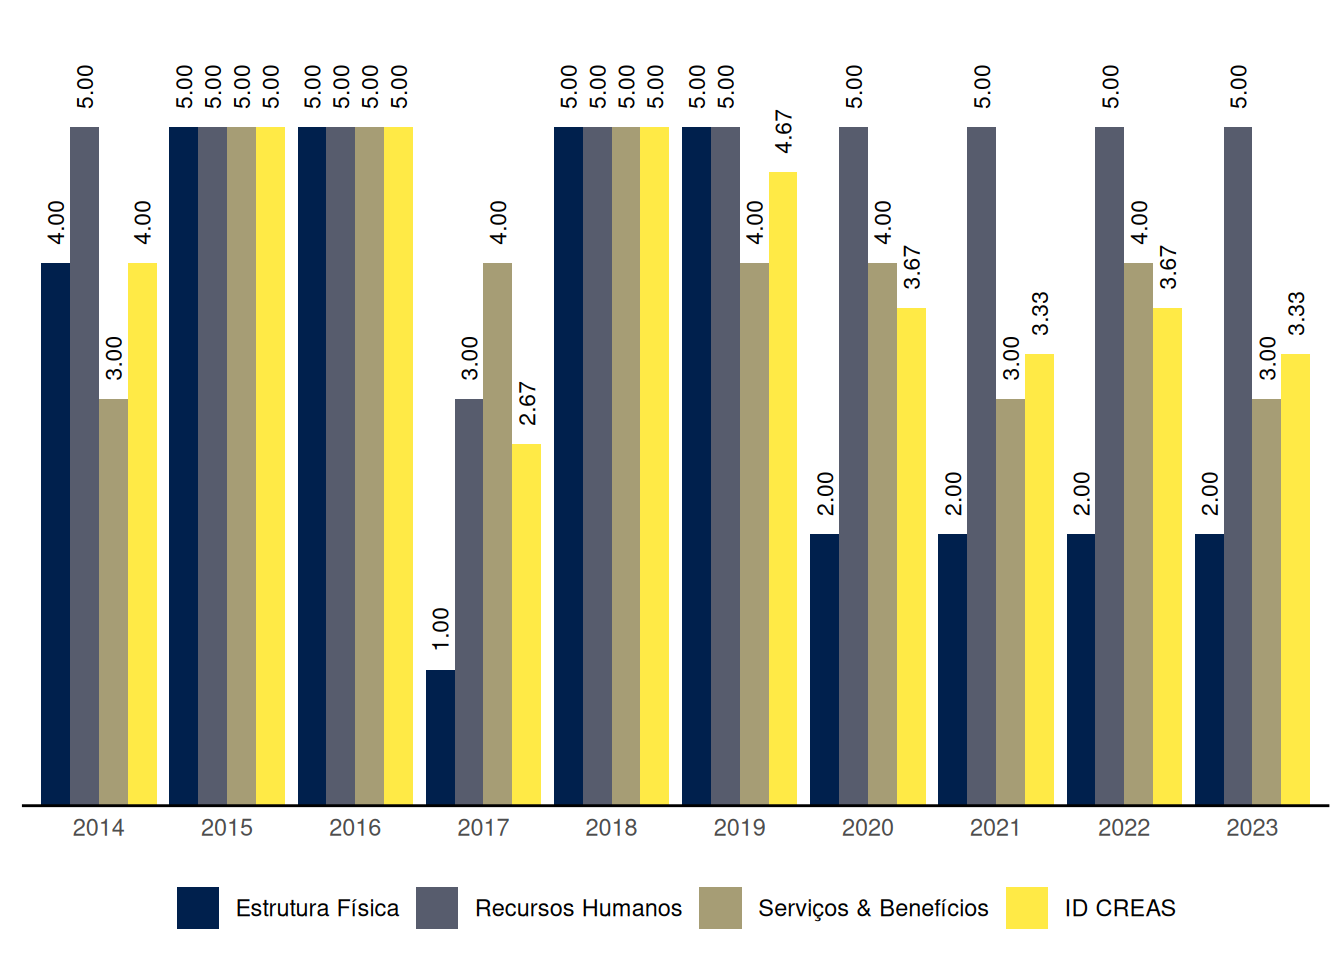 5.00 5.00 5.00 5.00 5.00 5.00 5.00 5.00 5.00 5.00 5.00 5.00 5.00 5.00 5.00 5.00 5.00 5.00 5.00
4.67
4.00 4.00 4.00 4.00 4.00 4.00
3.67 3.67
3.33 3.33
3.00 3.00 3.00 3.00
2.67
2.00 2.00 2.00 2.00
1.00
2014 2015 2016 2017 2018 2019 2020 2021 2022 2023
Estrutura Física Recursos Humanos Serviços & Benefícios ID CREAS